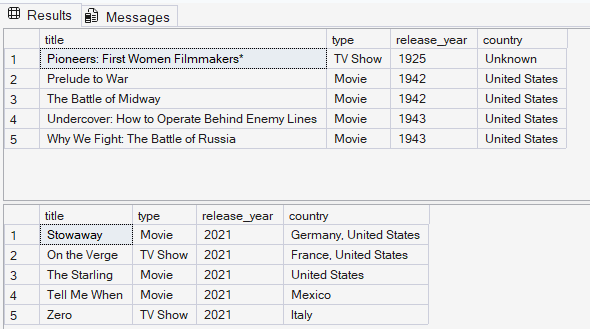 Results Messages
title type release_year country
1 Pioneers: First Women Filmmakers* TV Show 1925 Unknown
2 Prelude to War Movie 1942 United States
3 The Battle of Midway Movie 1942 United States
4 Undercover: How to Operate Behind Enemy Lines Movie 1943 United States
5 Why We Fight: The Battle of Russia Movie 1943 United States
title type release_year country
1 Stowaway Movie 2021 Germany, United States
2 On the Verge TV Show 2021 France, United States
3 The Starling Movie 2021 United States
4 Tell Me When Movie 2021 Mexico
5 Zero TV Show 2021 Italy